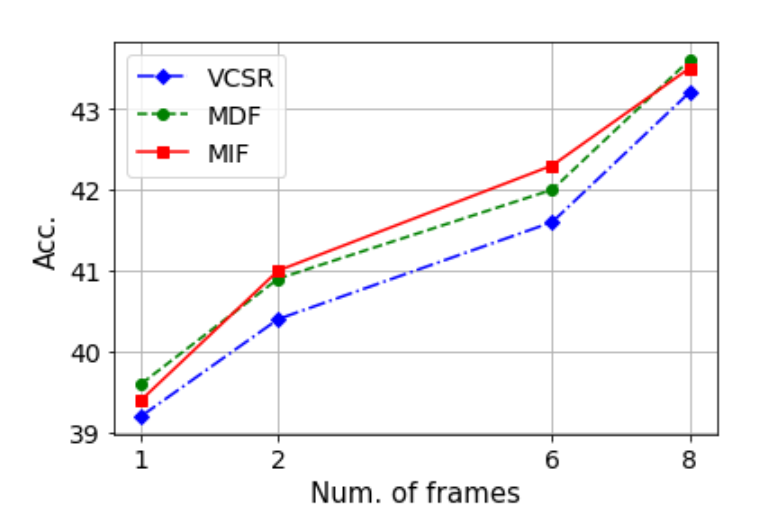 VCSR
MDF
MIF
43
42
41
40
39
Acc.
1 2 6 8
Num. of frames